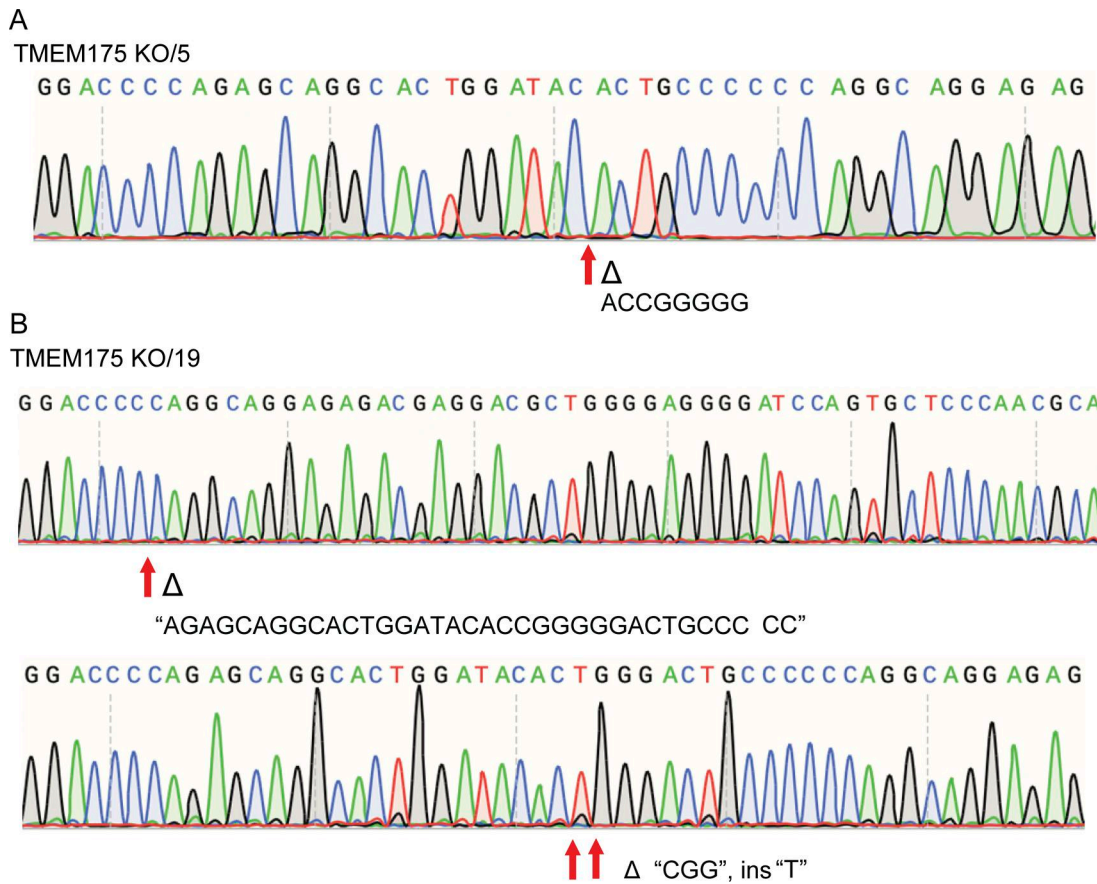 A
TMEM175 KO/5
GGACCCCAGAGCAGGCACTGGATACACTGCCCCCCAGGCAGGAGAG
Δ
ACCGGGGG
B
TMEM175 KO/19
GGACCCCCAGGCAGGAGAGACGAGGACGCTGGGGAGGGGATCCAGTGCTCCCAACGCA
Δ
“AGAGCAGGCACTGGATACACCGGGGGACTGCCC CC”
GGACCCCAGAGCAGGCACTGGATACACTGGGACTGCCCCCCAGGCAGGAGAG
Δ “CGG”, ins “T”